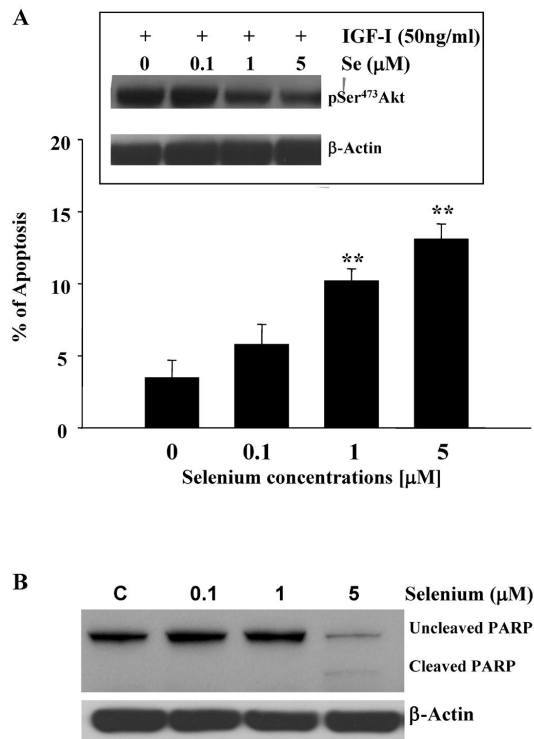 A
+ + + + IGF-I (50ng/ml)
0 0.1 1 5 Se (µM)
pSer473Akt
β-Actin
20
15
10
5
0
% of Apoptosis
** **
0 0.1 1 5
Selenium concentrations [µM]
B
C 0.1 1 5 Selenium (µM)
Uncleaved PARP
Cleaved PARP
β-Actin